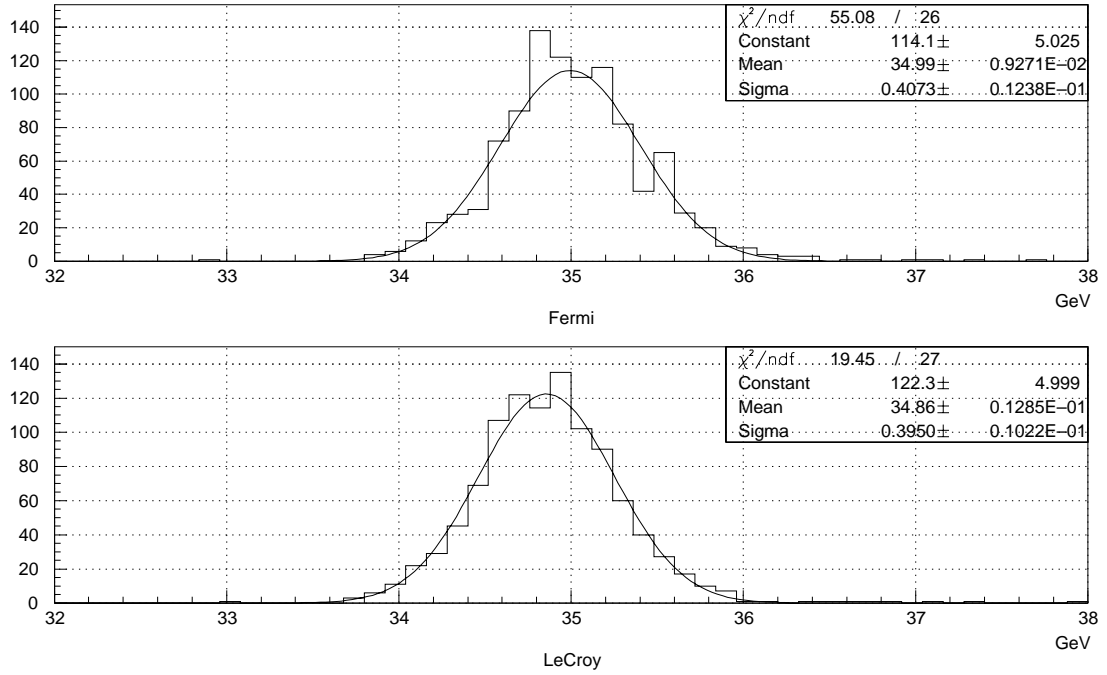 χ²/ndf 55.08 / 26
Constant 114.1± 5.025
Mean 34.99± 0.9271E–02
Sigma 0.4073± 0.1238E–01
140
120
100
80
60
40
20
0
32 33 34 35 36 37 38
GeV
Fermi
χ²/ndf 19.45 / 27
Constant 122.3± 4.999
Mean 34.86± 0.1285E–01
Sigma 0.3950± 0.1022E–01
140
120
100
80
60
40
20
0
32 33 34 35 36 37 38
GeV
LeCroy